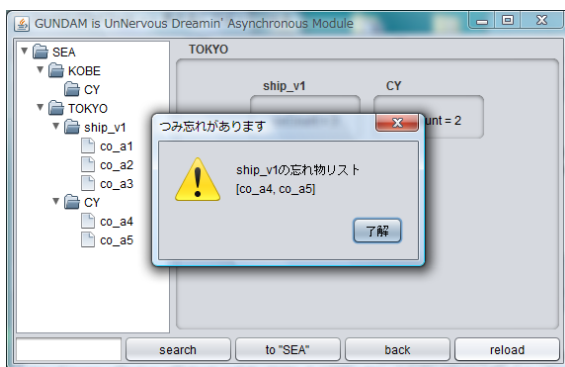 GUNDAM is UnNervous Dreamin' Asynchronous Module
SEA
KOBE
CY
TOKYO
ship_v1
co_a1
co_a2
co_a3
CY
co_a4
co_a5
TOKYO
ship_v1
CY
unt = 2
つみ忘れがあります
ship_v1の忘れ物リスト
[co_a4, co_a5]
了解
search
to "SEA"
back
reload